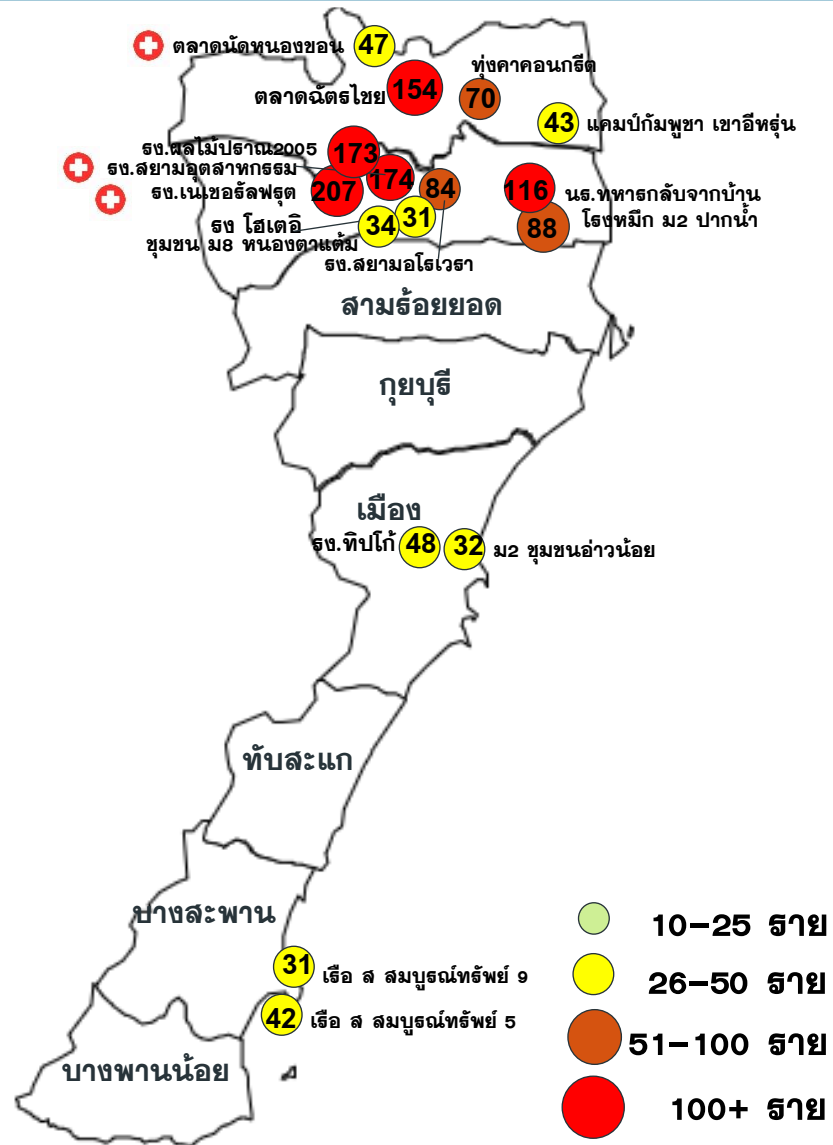 ตลาดนัดหนองขอน 47
ทุ่งคาคอนกรีต
ตลาดฉัตรไชย 154 70
43 แคมป์กัมพูชา เขาอีหรุ่น
รง.ผลไม้ปราณ2005 173
รง.สยามอุตสาหกรรม 174
รง.เนเชอรัลฟรุต 207 84 116 นร.ทหารกลับจากบ้าน
รง โฮเตอิ 34 31 88 โรงหมึก ม2 ปากน้ำ
ชุมชน ม8 หนองตาแต้ม
รง.สยามอโรเวรา
สามร้อยยอด
กุยบุรี
เมือง
รง.ทิปโก้ 48 32 ม2 ชุมชนอ่าวน้อย
ทับสะแก
บางสะพาน
31 เรือ ส สมบูรณ์ทรัพย์ 9
42 เรือ ส สมบูรณ์ทรัพย์ 5
บางพานน้อย
10-25 ราย
26-50 ราย
51-100 ราย
100+ ราย